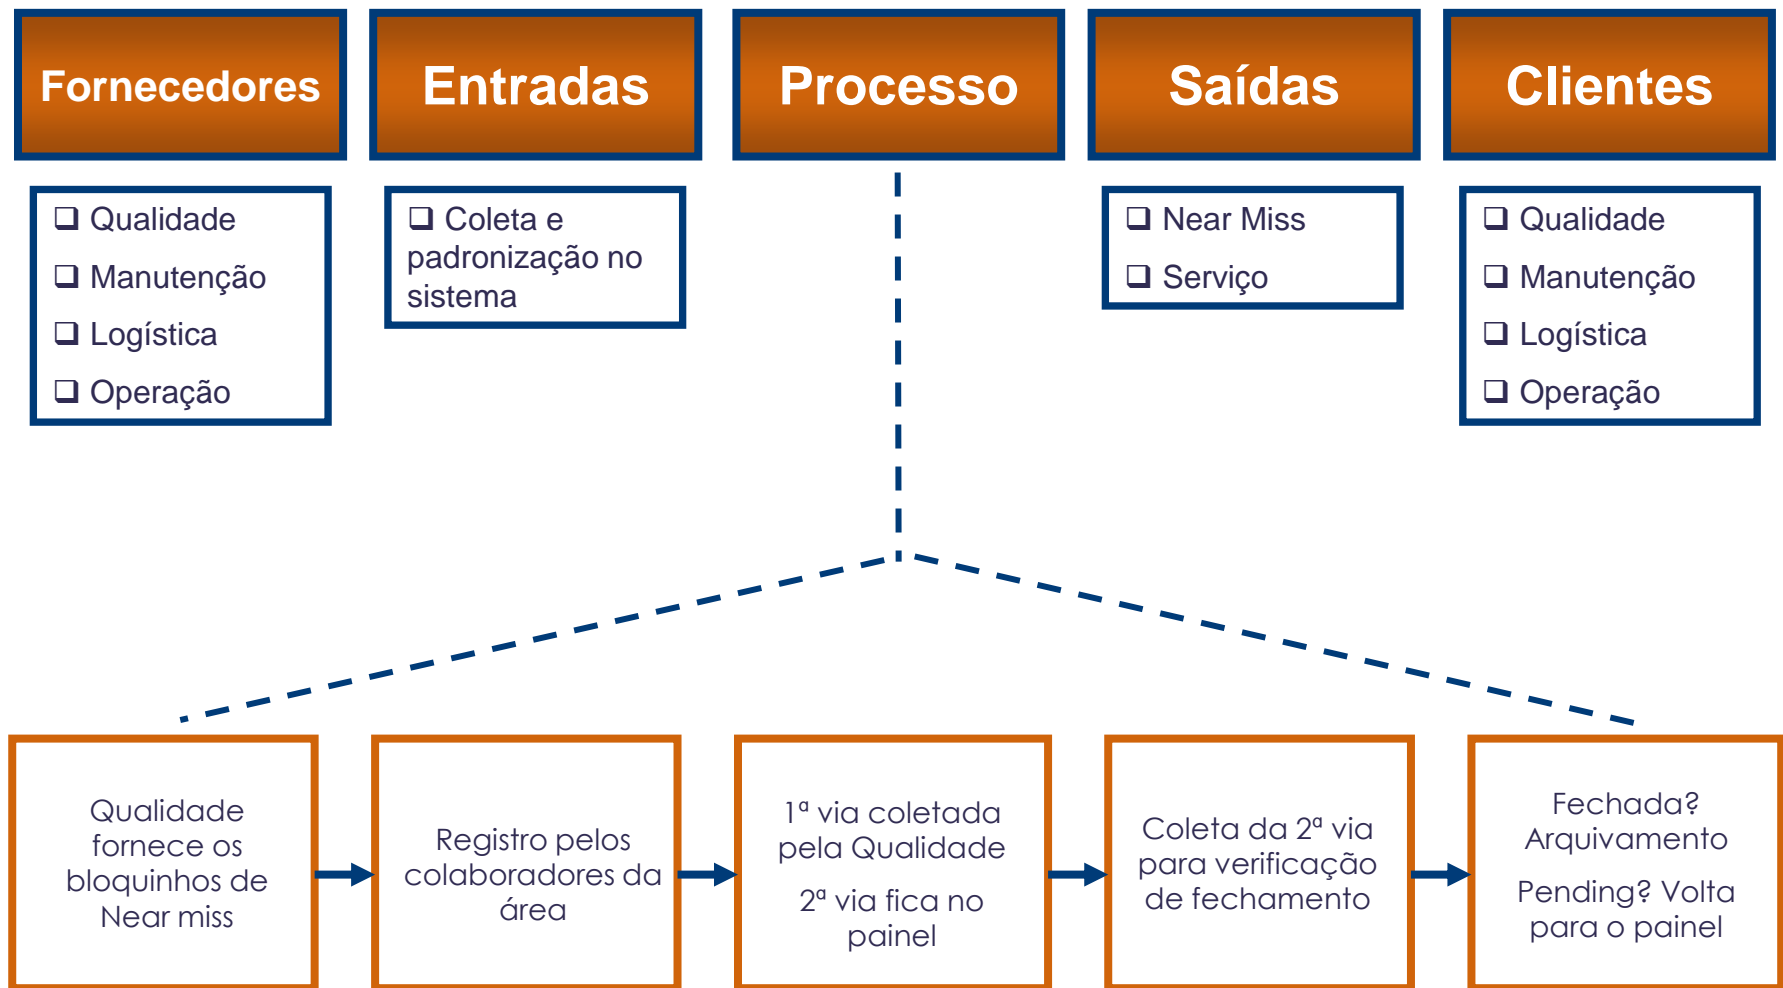 Fornecedores
Entradas
Processo
Saídas
Clientes
❑ Qualidade
❑ Manutenção
❑ Logística
❑ Operação
❑ Coleta e
padronização no
sistema
❑ Near Miss
❑ Serviço
❑ Qualidade
❑ Manutenção
❑ Logística
❑ Operação
Qualidade
fornece os
bloquinhos de
Near miss
Registro pelos
colaboradores da
área
1ª via coletada
pela Qualidade
2ª via fica no
painel
Coleta da 2ª via
para verificação
de fechamento
Fechada?
Arquivamento
Pending? Volta
para o painel